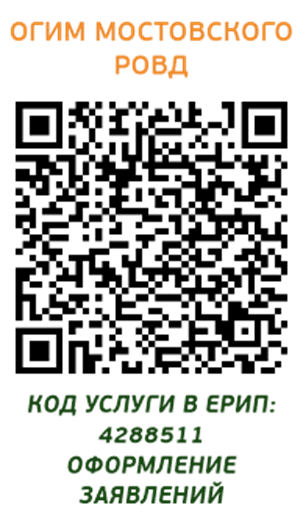 ОГИМ МОСТОВСКОГО
РОВД
КОД УСЛУГИ В ЕРИП:
4288511
ОФОРМЛЕНИЕ
ЗАЯВЛЕНИЙ